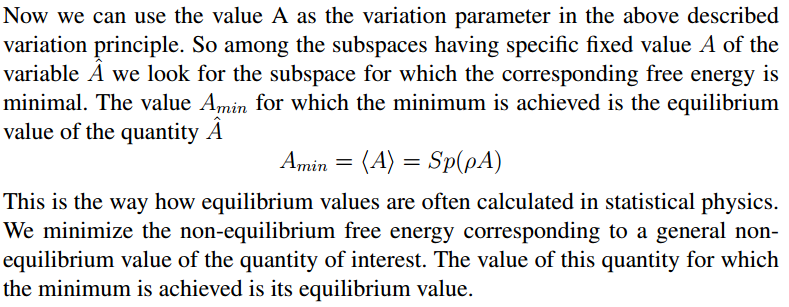 Now we can use the value A as the variation parameter in the above described
variation principle. So among the subspaces having specific fixed value A of the
variable Â we look for the subspace for which the corresponding free energy is
minimal. The value A_{min} for which the minimum is achieved is the equilibrium
value of the quantity Â
A_{min} = ⟨A⟩ = Sp(ρA)
This is the way how equilibrium values are often calculated in statistical physics.
We minimize the non-equilibrium free energy corresponding to a general non-
equilibrium value of the quantity of interest. The value of this quantity for which
the minimum is achieved is its equilibrium value.